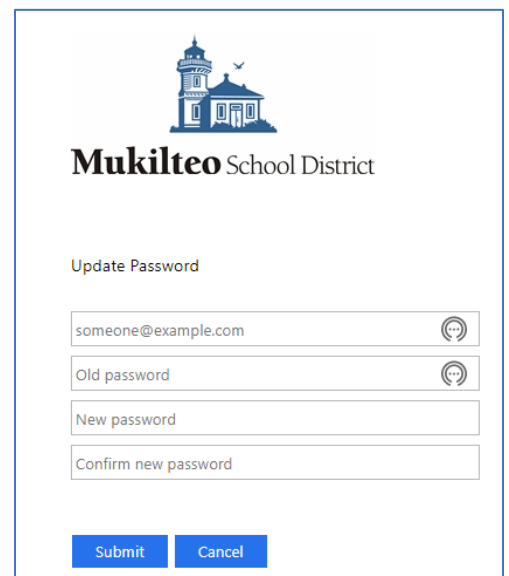 Mukilteo School District
Update Password
someone@example.com
Old password
New password
Confirm new password
Submit Cancel